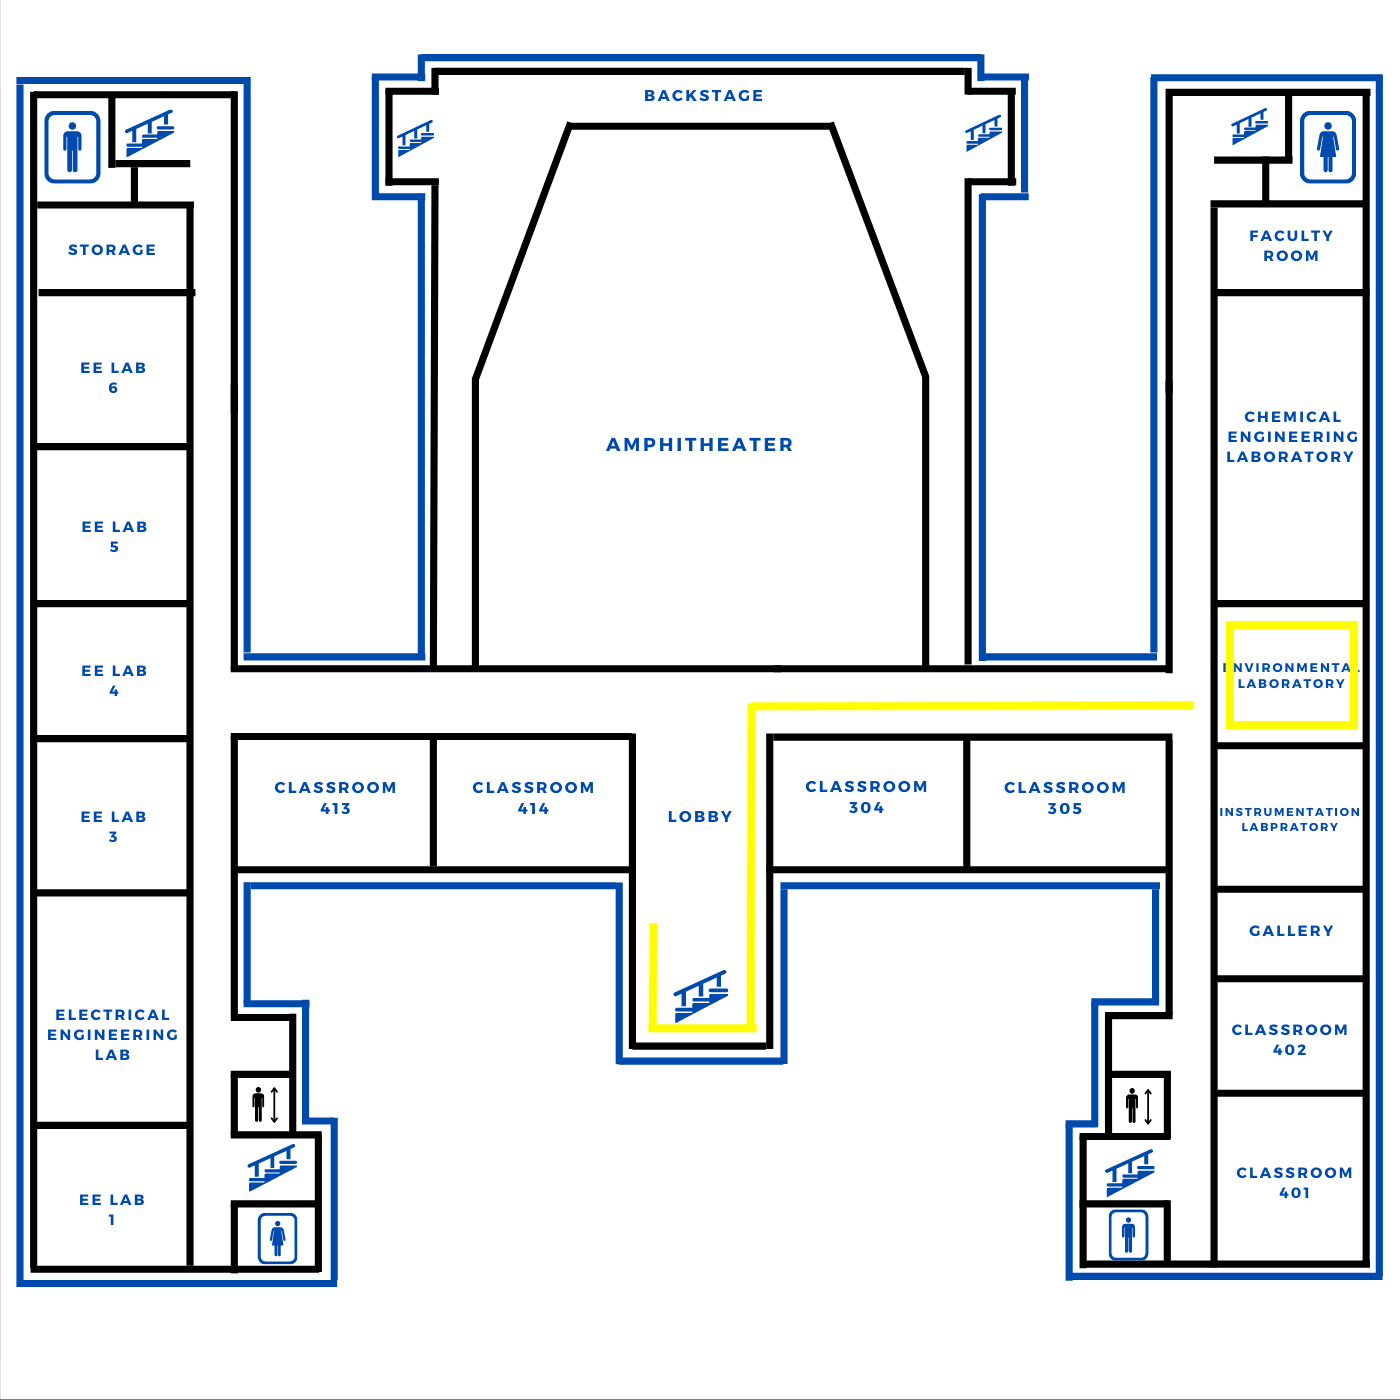 BACKSTAGE
STORAGE
FACULTY
ROOM
EE LAB
6
CHEMICAL
ENGINEERING
LABORATORY
AMPHITHEATER
EE LAB
5
EE LAB
4
ENVIRONMENTAL
LABORATORY
EE LAB
3
CLASSROOM
413
CLASSROOM
414
LOBBY
CLASSROOM
304
CLASSROOM
305
INSTRUMENTATION
LABPRATORY
GALLERY
ELECTRICAL
ENGINEERING
LAB
CLASSROOM
402
EE LAB
1
CLASSROOM
401